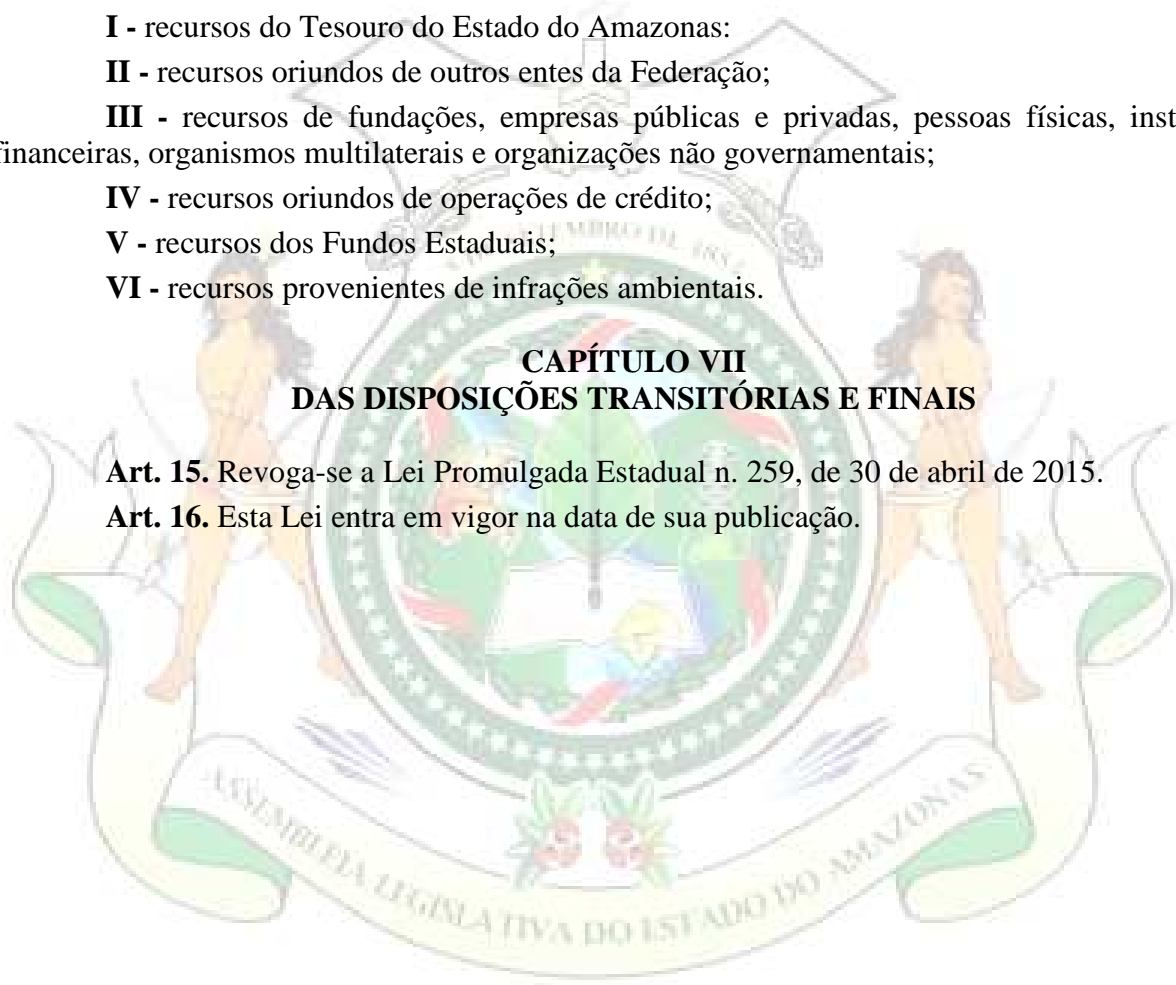 I - recursos do Tesouro do Estado do Amazonas:
II - recursos oriundos de outros entes da Federação;
III - recursos de fundações, empresas públicas e privadas, pessoas físicas, inst
financeiras, organismos multilaterais e organizações não governamentais;
IV - recursos oriundos de operações de crédito;
V - recursos dos Fundos Estaduais;
VI - recursos provenientes de infrações ambientais.
CAPÍTULO VII
DAS DISPOSIÇÕES TRANSITÓRIAS E FINAIS
Art. 15. Revoga-se a Lei Promulgada Estadual n. 259, de 30 de abril de 2015.
Art. 16. Esta Lei entra em vigor na data de sua publicação.
ASSEMBLEIA LEGISLATIVA DO ESTADO DO AMAZONAS